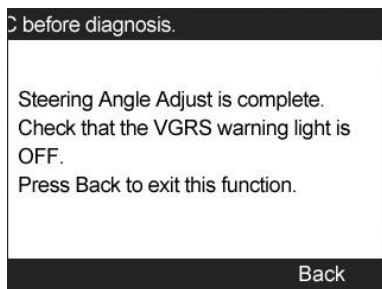 C before diagnosis.
Steering Angle Adjust is complete.
Check that the VGRS warning light is
OFF.
Press Back to exit this function.
Back